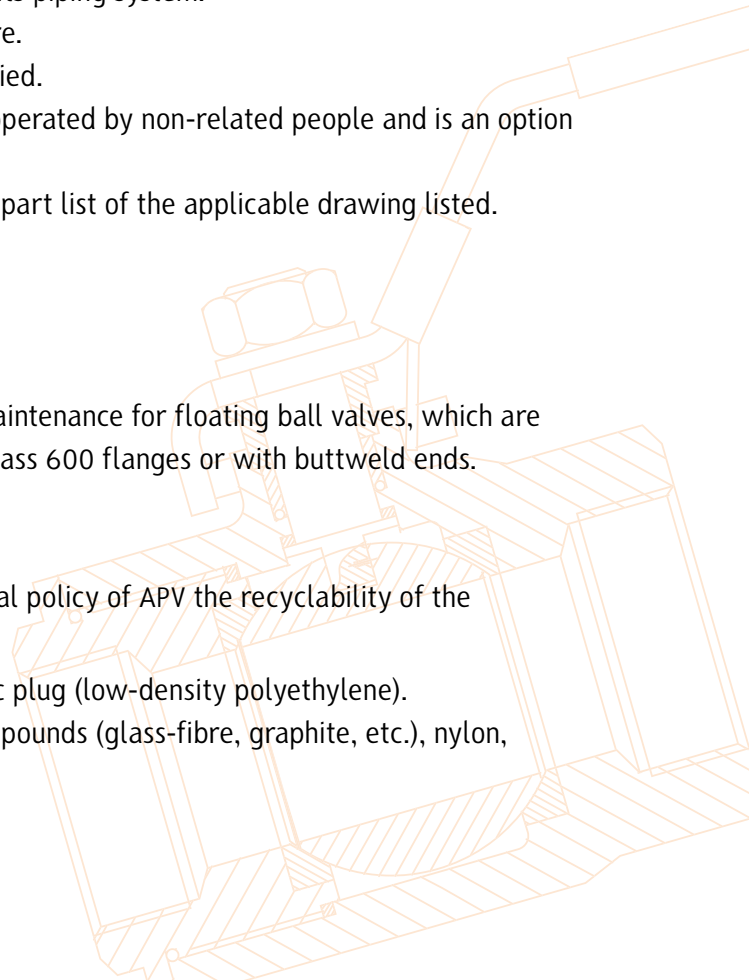 piping system.
re.
ied.
operated by non-related people and is an option
part list of the applicable drawing listed.
aintenance for floating ball valves, which are
ass 600 flanges or with buttweld ends.
al policy of APV the recyclability of the
c plug (low-density polyethylene).
pounds (glass-fibre, graphite, etc.), nylon,